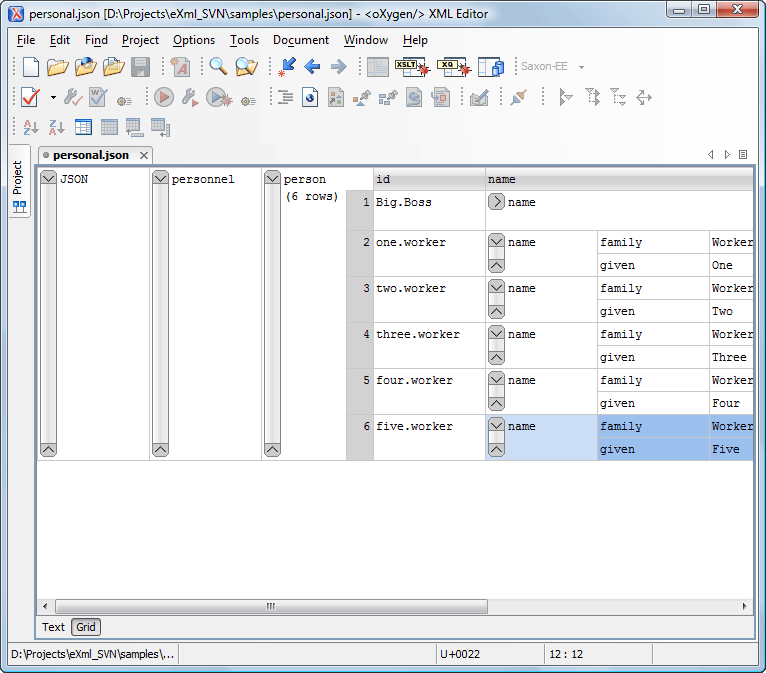 personal.json [D:\Projects\eXml_SVN\samples\personal.json] - <oXygen/> XML Editor
File Edit Find Project Options Tools Document Window Help
XSLT XQ Saxon-EE
Project
personal.json
JSON personnel person id name
(6 rows)
1 Big.Boss name
2 one.worker name family Worker
given One
3 two.worker name family Worker
given Two
4 three.worker name family Worker
given Three
5 four.worker name family Worker
given Four
6 five.worker name family Worker
given Five
Text Grid
D:\Projects\eXml_SVN\samples\... U+0022 12 : 12